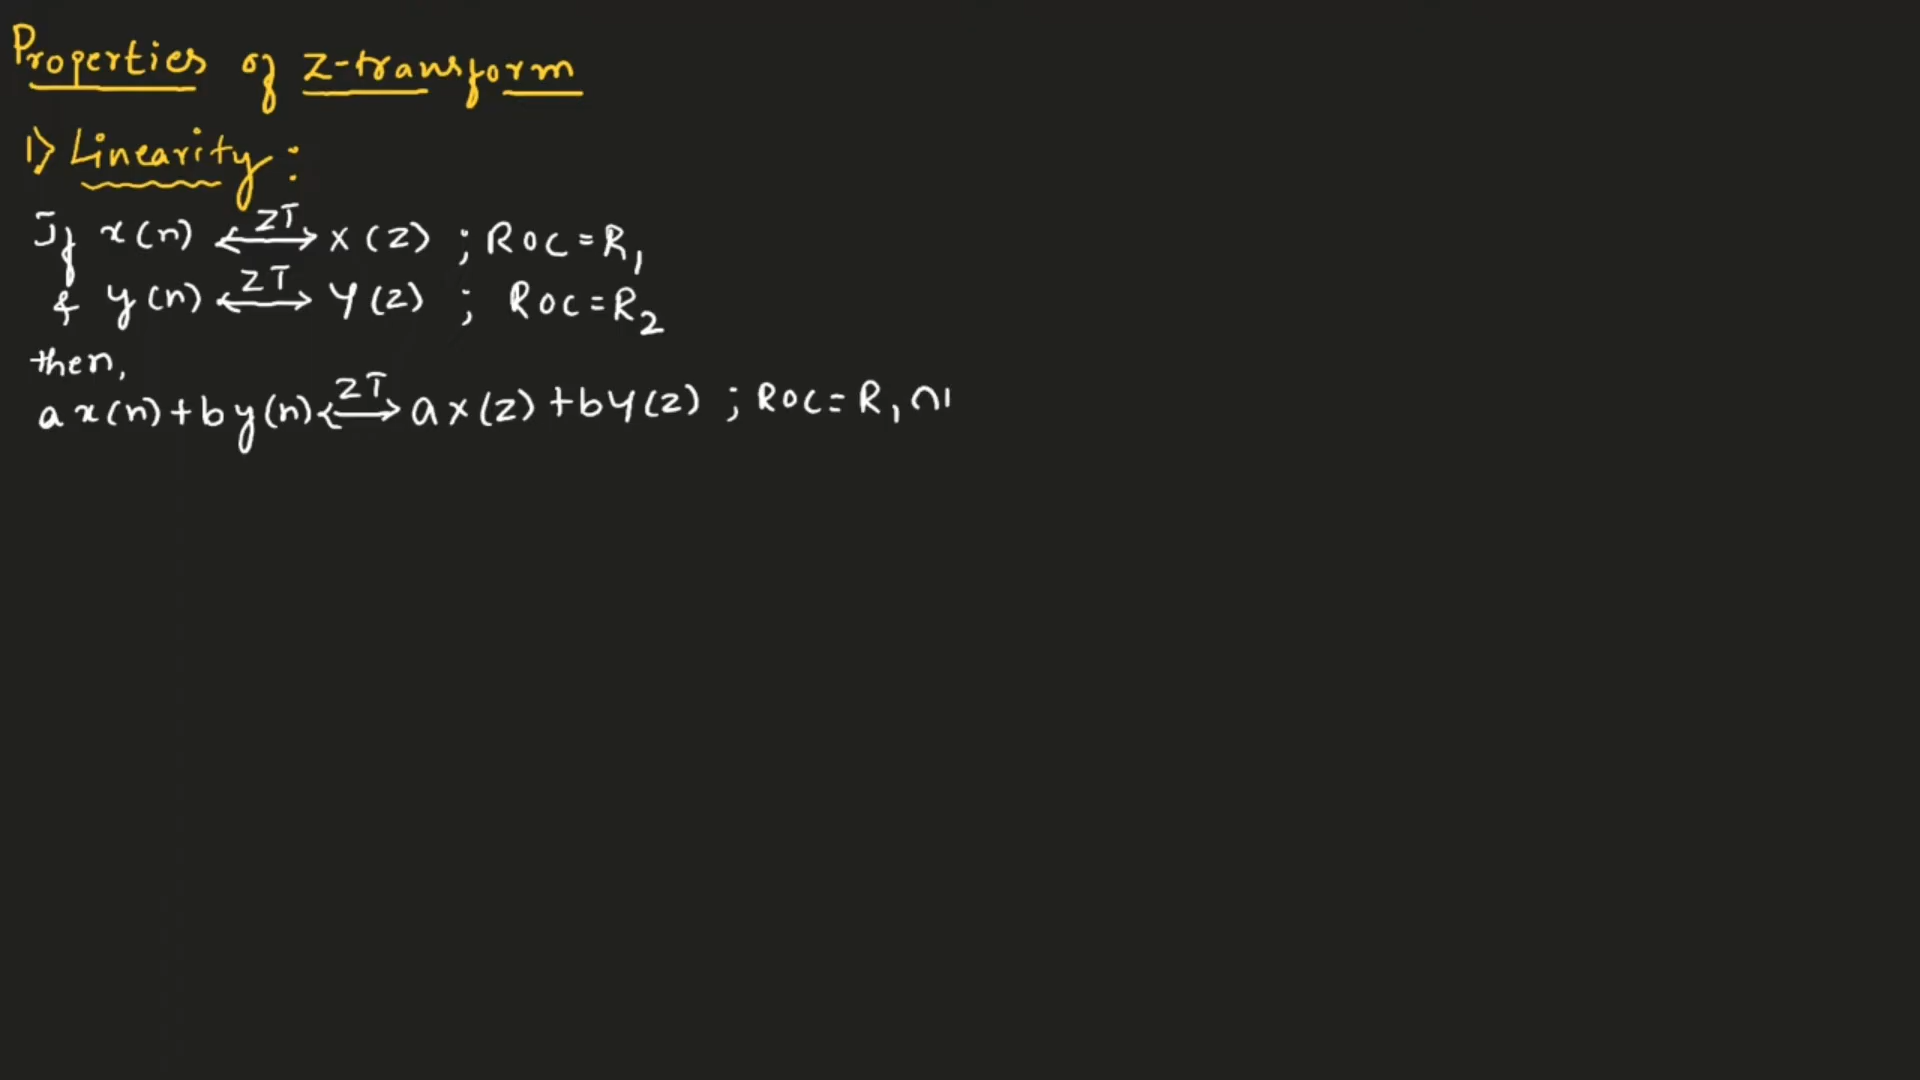 Properties of Z-transform
1) Linearity:
If x(n) ⟷ZT X(Z) ; ROC = R₁
& y(n) ⟷ZT Y(Z) ; ROC = R₂
then,
a x(n) + b y(n) ⟷ZT a X(Z) + b Y(Z) ; ROC = R₁ ∩